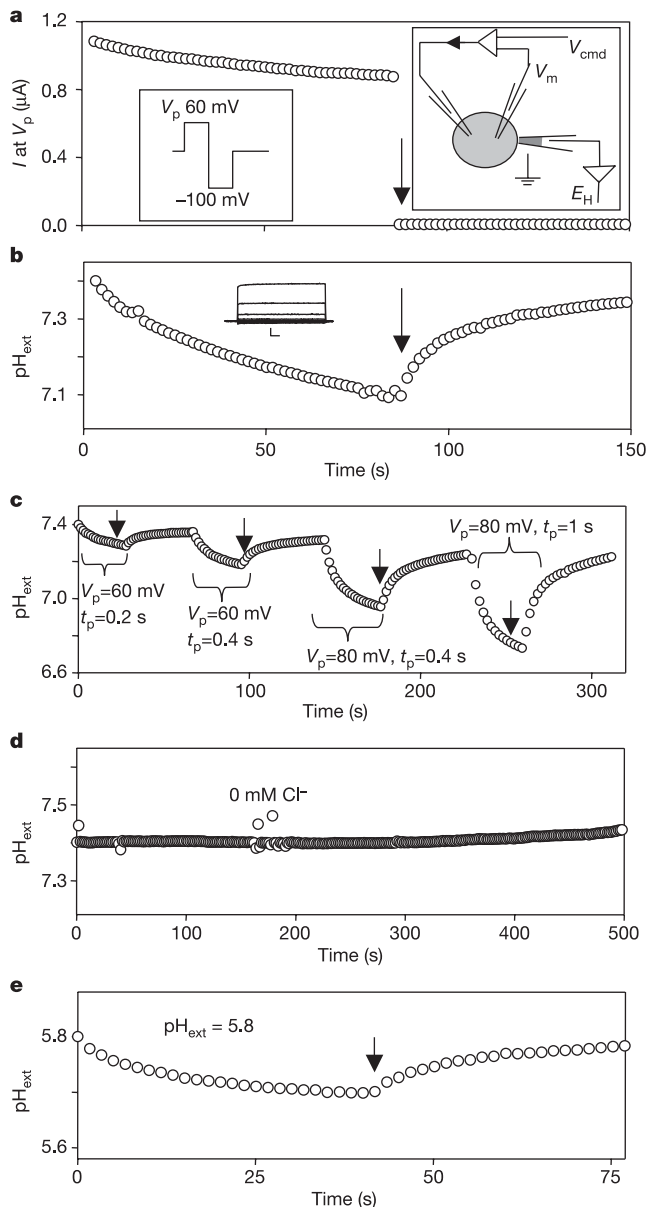 a
I at Vp (μA)
1.2
0.8
0.4
0.0
Vp 60 mV
–100 mV
Vcmd
Vm
EH
b
pHext
7.3
7.1
0 50 100 150
Time (s)
c
pHext
7.4
7.0
6.6
Vp=60 mV
tp=0.2 s
Vp=60 mV
tp=0.4 s
Vp=80 mV, tp=0.4 s
Vp=80 mV, tp=1 s
0 100 200 300
Time (s)
d
pHext
7.5
7.3
0 mM Cl–
0 100 200 300 400 500
Time (s)
e
pHext
5.8
5.6
pHext = 5.8
0 25 50 75
Time (s)